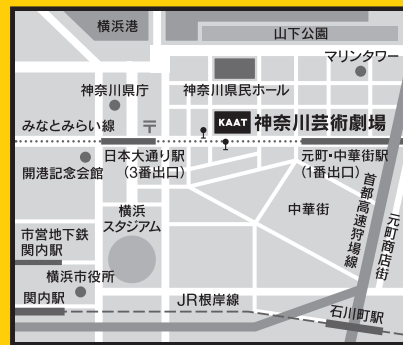 横浜港
山下公園
マリンタワー
神奈川県庁
神奈川県民ホール
みなとみらい線
〒
KAAT 神奈川芸術劇場
開港記念会館
日本大通り駅
（3番出口）
元町・中華街駅
（1番出口）
横浜
スタジアム
中華街
首都高速狩場線
元町商店街
市営地下鉄
関内駅
横浜市役所
関内駅
JR根岸線
石川町駅